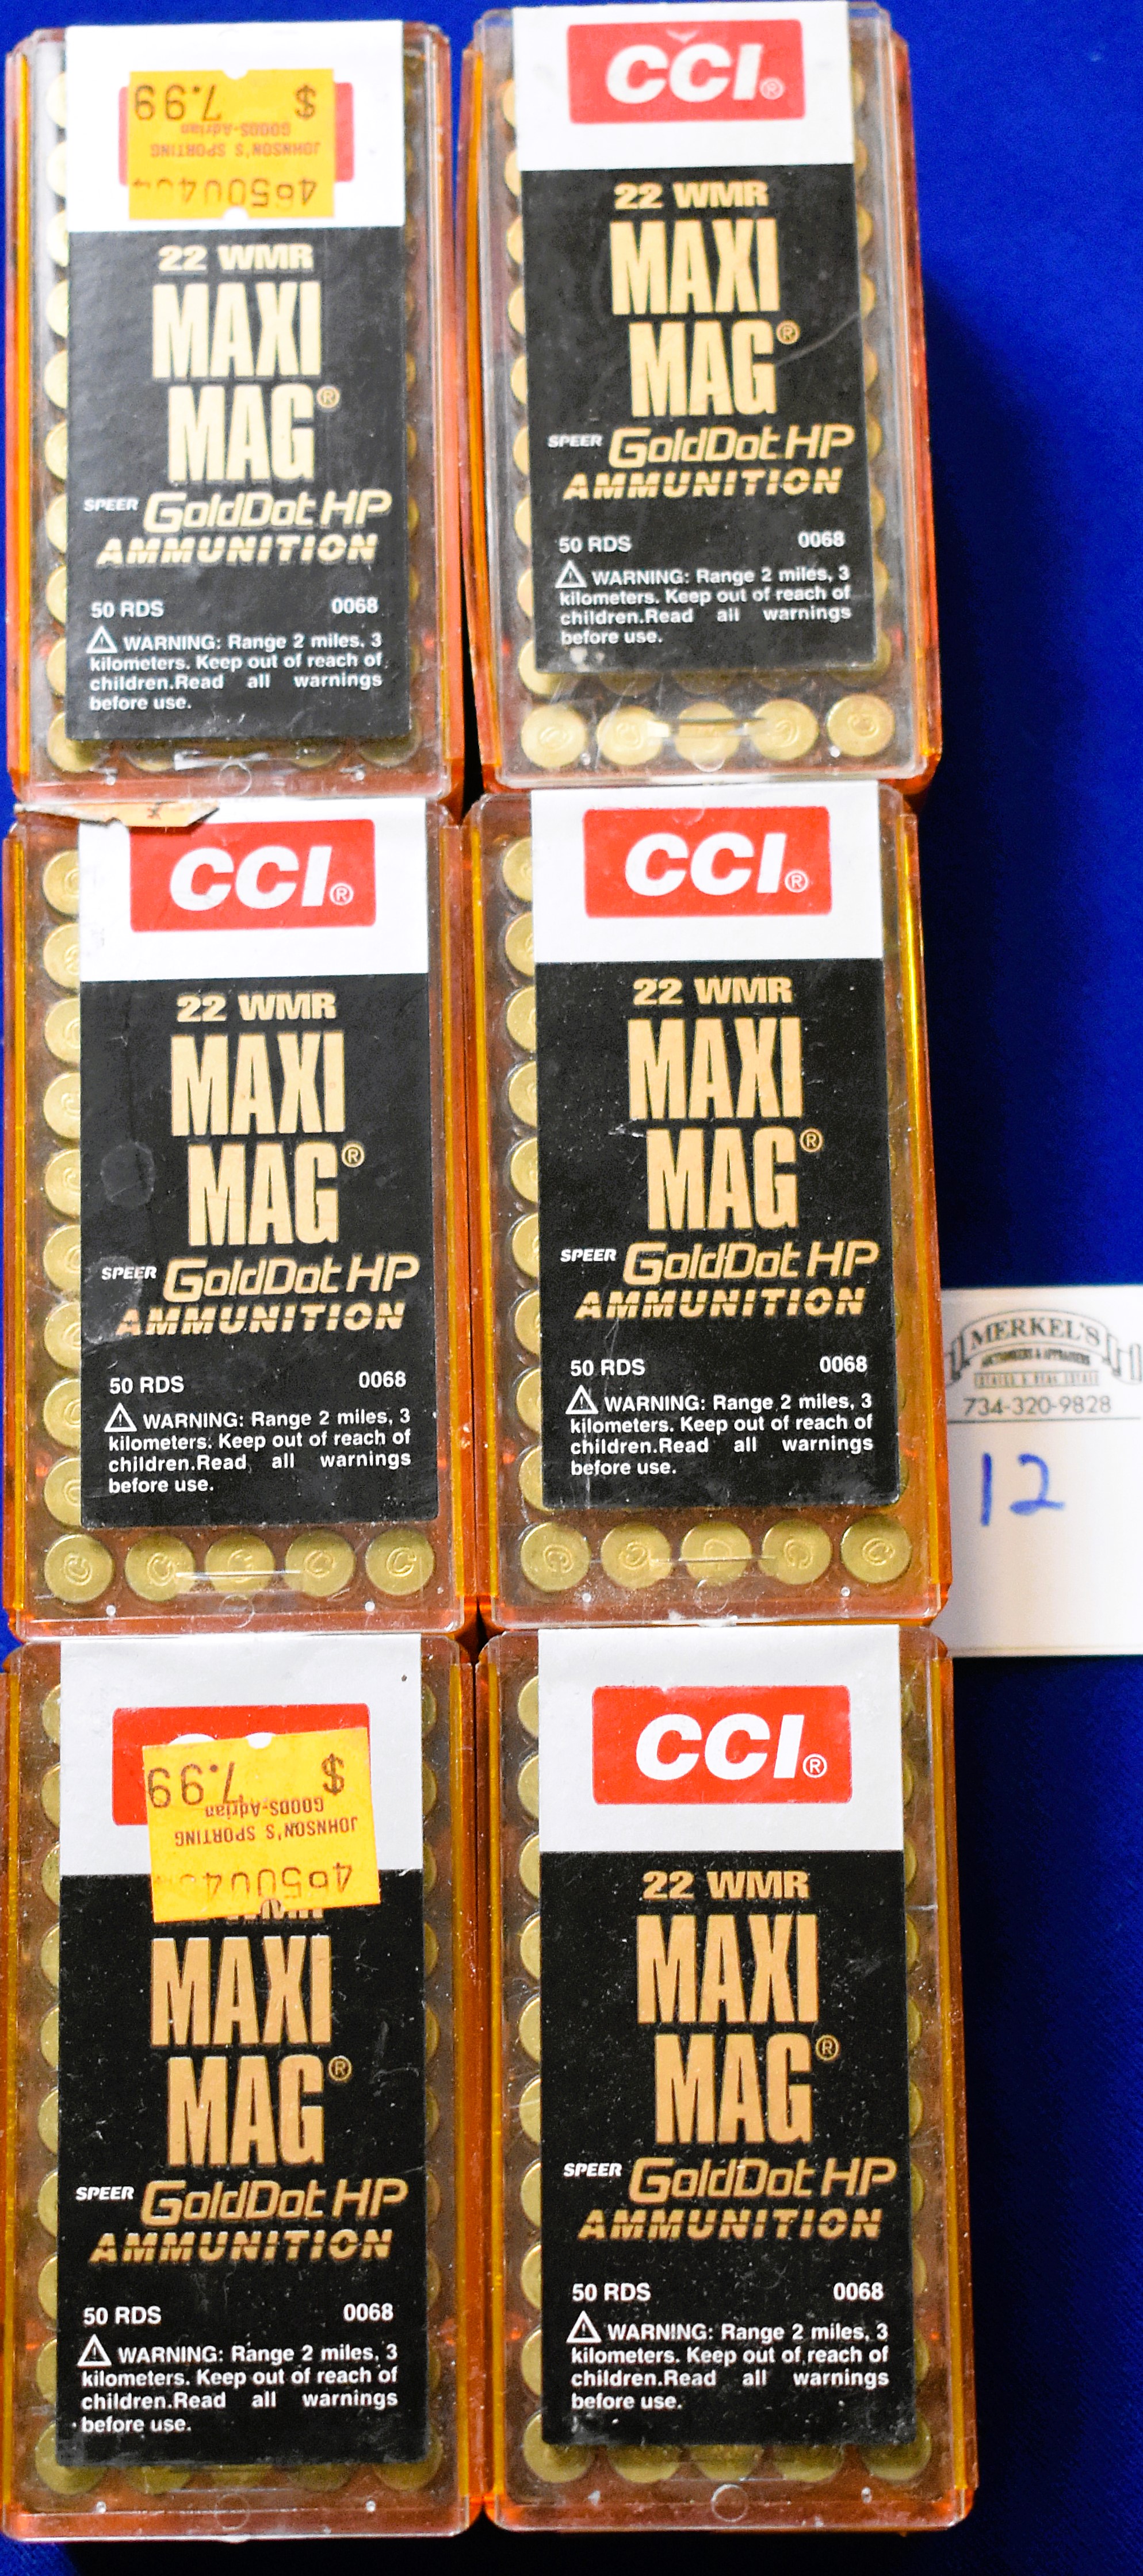 $ 7.99
GOODS-Adrian
JOHNSON'S SPORTING
22 WMR
MAXI
MAG®
SPEER GoldDot HP
AMMUNITION
50 RDS 0068
WARNING: Range 2 miles, 3
kilometers. Keep out of reach of
children.Read all warnings
before use.
CCI®
22 WMR
MAXI
MAG®
SPEER GoldDot HP
AMMUNITION
50 RDS 0068
WARNING: Range 2 miles, 3
kilometers. Keep out of reach of
children.Read all warnings
before use.
CCI®
22 WMR
MAXI
MAG®
SPEER GoldDot HP
AMMUNITION
50 RDS 0068
WARNING: Range 2 miles, 3
kilometers. Keep out of reach of
children.Read all warnings
before use.
CCI®
22 WMR
MAXI
MAG®
SPEER GoldDot HP
AMMUNITION
50 RDS 0068
WARNING: Range 2 miles, 3
kilometers. Keep out of reach of
children.Read all warnings
before use.
MERKEL'S
AUCTIONEERS & APPRAISERS
ESTATES & REAL ESTATE
734-320-9828
12
$ 7.99
GOODS-Adrian
JOHNSON'S SPORTING
MAXI
MAG®
SPEER GoldDot HP
AMMUNITION
50 RDS 0068
WARNING: Range 2 miles, 3
kilometers. Keep out of reach of
children.Read all warnings
before use.
CCI®
22 WMR
MAXI
MAG®
SPEER GoldDot HP
AMMUNITION
50 RDS 0068
WARNING: Range 2 miles, 3
kilometers. Keep out of reach of
children.Read all warnings
before use.